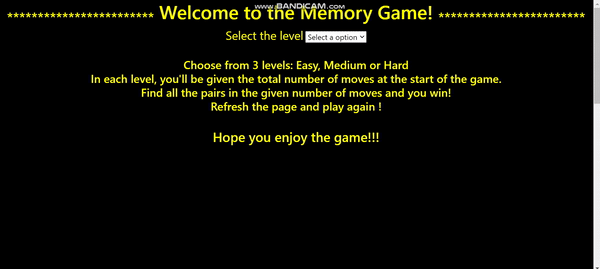 www.BANDICAM.com
************************ Welcome to the Memory Game! ************************
Select the level Select a option
Choose from 3 levels: Easy, Medium or Hard
In each level, you'll be given the total number of moves at the start of the game.
Find all the pairs in the given number of moves and you win!
Refresh the page and play again !
Hope you enjoy the game!!!